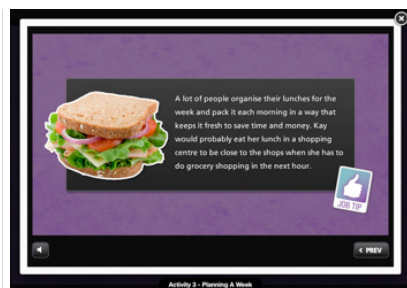 A lot of people organise their lunches for the
week and pack it each morning in a way that
keeps it fresh to save time and money. Kay
would probably eat her lunch in a shopping
centre to be close to the shops when she has to
do grocery shopping in the next hour.
JOB TIP
< PREV
Activity 3 - Planning A Week